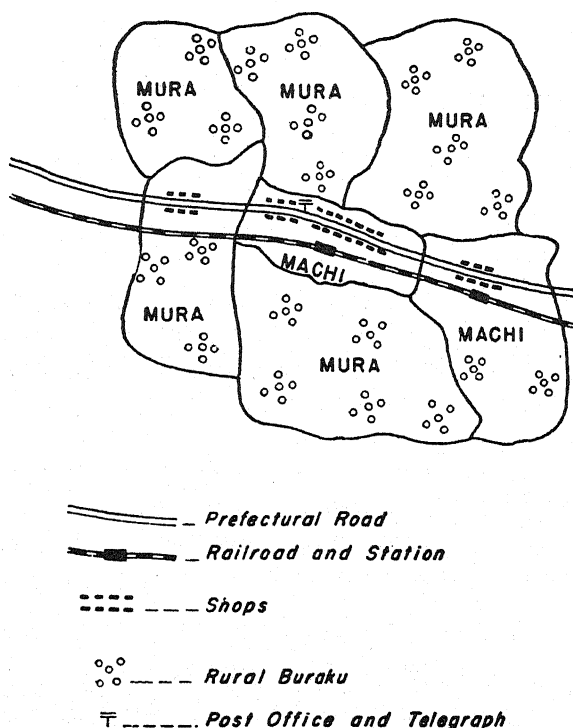 MURA
MURA
MURA
MACHI
MURA
MACHI
MURA
Prefectural Road
Railroad and Station
Shops
Rural Buraku
〒 Post Office and Telegraph